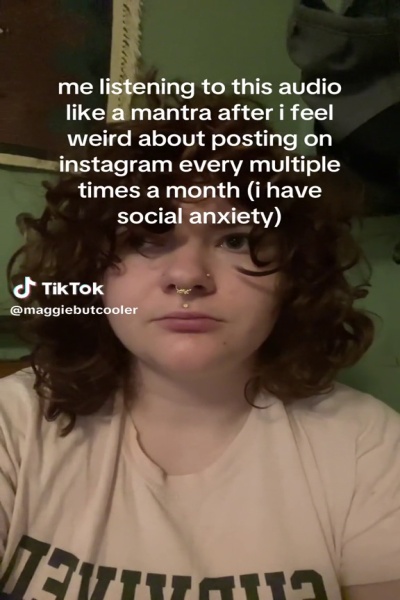 me listening to this audio
like a mantra after i feel
weird about posting on
instagram every multiple
times a month (i have
social anxiety)
TikTok
@maggiebutcooler